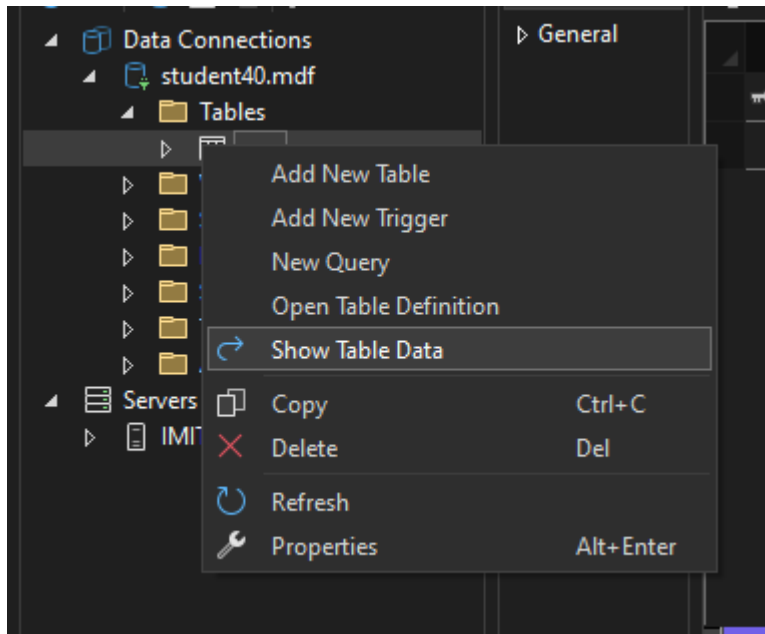 Data Connections
General
student40.mdf
Tables
Add New Table
Add New Trigger
New Query
Open Table Definition
Show Table Data
Servers
Copy Ctrl+C
IMI
Delete Del
Refresh
Properties Alt+Enter